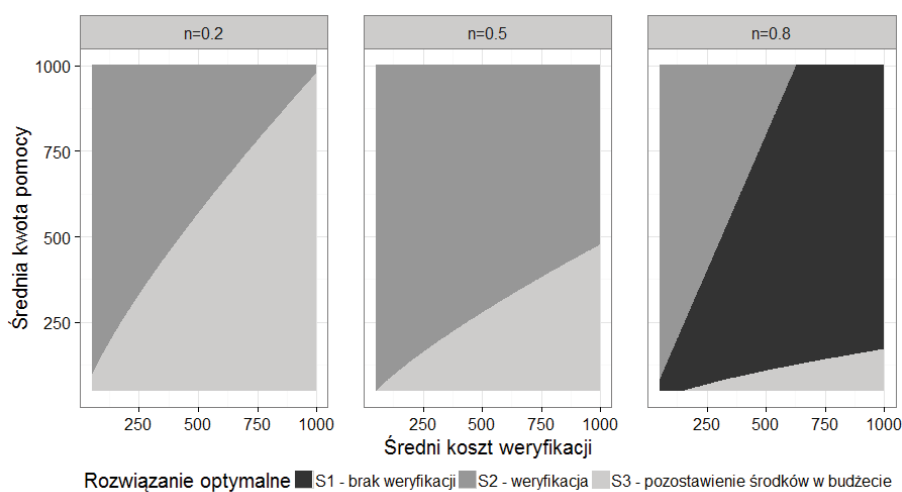 n=0.2 n=0.5 n=0.8
1000
750
500
250
Średnia kwota pomocy
250 500 750 1000 250 500 750 1000 250 500 750 1000
Średni koszt weryfikacji
Rozwiązanie optymalne S1 - brak weryfikacji S2 - weryfikacja S3 - pozostawienie środków w budżecie